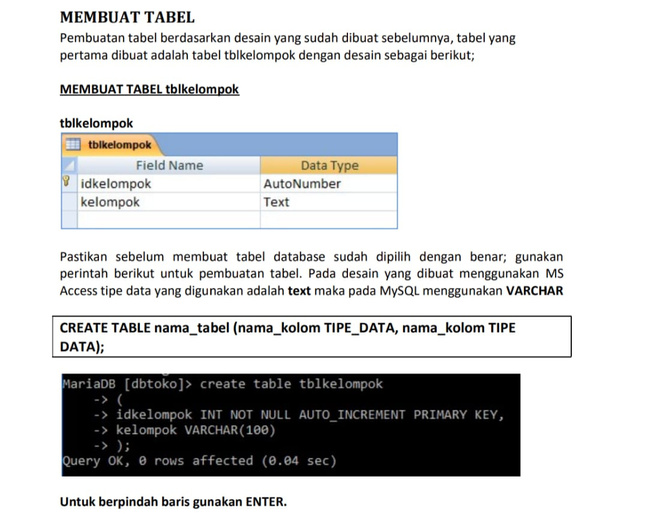 MEMBUAT TABEL
Pembuatan tabel berdasarkan desain yang sudah dibuat sebelumnya, tabel yang
pertama dibuat adalah tabel tblkelompok dengan desain sebagai berikut;
MEMBUAT TABEL tblkelompok
tblkelompok
tblkelompok
Field Name Data Type
idkelompok AutoNumber
kelompok Text
Pastikan sebelum membuat tabel database sudah dipilih dengan benar; gunakan
perintah berikut untuk pembuatan tabel. Pada desain yang dibuat menggunakan MS
Access tipe data yang digunakan adalah text maka pada MySQL menggunakan VARCHAR
CREATE TABLE nama_tabel (nama_kolom TIPE_DATA, nama_kolom TIPE
DATA);
MariaDB [dbtoko]> create table tblkelompok
-> (
-> idkelompok INT NOT NULL AUTO_INCREMENT PRIMARY KEY,
-> kelompok VARCHAR(100)
-> );
Query OK, 0 rows affected (0.04 sec)
Untuk berpindah baris gunakan ENTER.